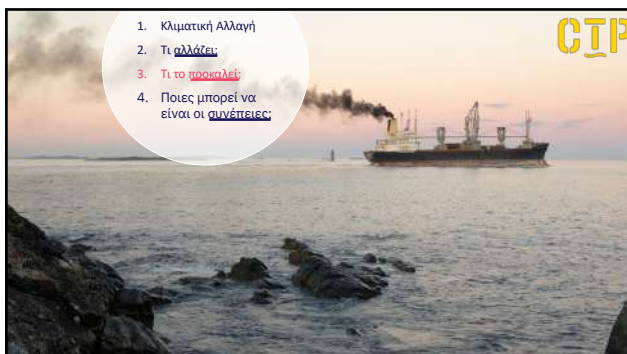 1. Κλιματική Αλλαγή
2. Τι αλλάζει;
3. Τι το προκαλεί;
4. Ποιες μπορεί να
είναι οι συνέπειες;
CTP